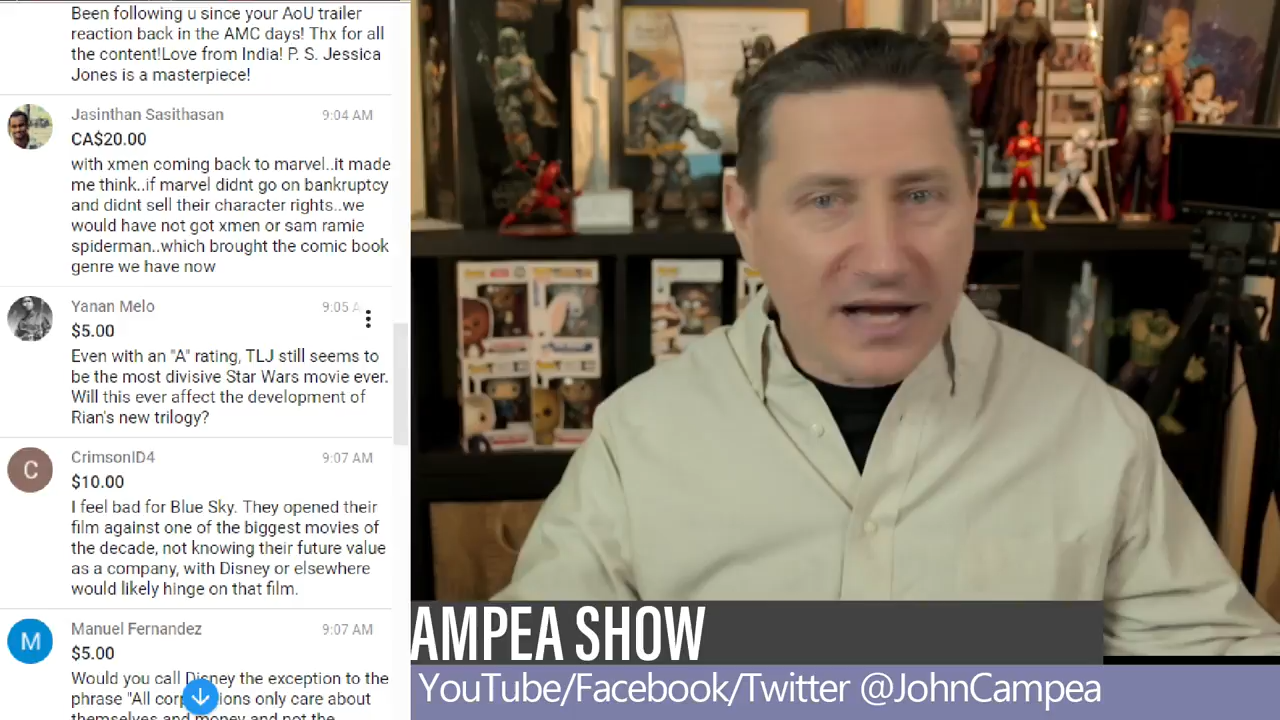 Been following u since your AoU trailer
reaction back in the AMC days! Thx for all
the content!Love from India! P. S. Jessica
Jones is a masterpiece!
Jasinthan Sasithasan 9:04 AM
CA$20.00
with xmen coming back to marvel..it made
me think..if marvel didnt go on bankruptcy
and didnt sell their character rights..we
would have not got xmen or sam ramie
spiderman..which brought the comic book
genre we have now
Yanan Melo 9:05 A
$5.00
Even with an "A" rating, TLJ still seems to
be the most divisive Star Wars movie ever.
Will this ever affect the development of
Rian's new trilogy?
C
CrimsonID4 9:07 AM
$10.00
I feel bad for Blue Sky. They opened their
film against one of the biggest movies of
the decade, not knowing their future value
as a company, with Disney or elsewhere
would likely hinge on that film.
M
Manuel Fernandez 9:07 AM
$5.00
Would you call Disney the exception to the
phrase "All corp ions only care about
themselves and money and not the
AMPEA SHOW
YouTube/Facebook/Twitter @JohnCampea